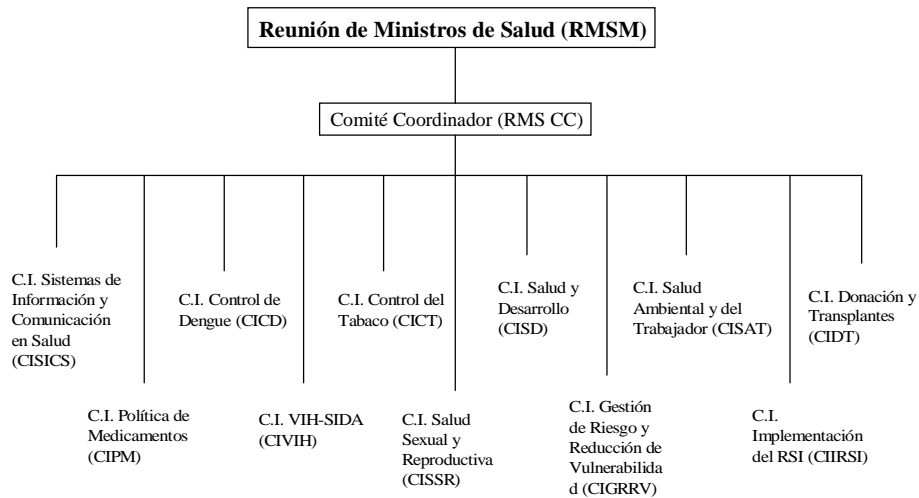 Reunión de Ministros de Salud (RMSM)
Comité Coordinador (RMS CC)
C.I. Sistemas de
Información y
Comunicación
en Salud
(CISICS)
C.I. Control de
Dengue (CICD)
C.I. Control del
Tabaco (CICT)
C.I. Salud y
Desarrollo
(CISD)
C.I. Salud
Ambiental y del
Trabajador (CISAT)
C.I. Donación y
Transplantes
(CIDT)
C.I. Política de
Medicamentos
(CIPM)
C.I. VIH-SIDA
(CIVIH)
C.I. Salud
Sexual y
Reproductiva
(CISSR)
C.I. Gestión
de Riesgo y
Reducción de
Vulnerabilida
d (CIGRRV)
C.I.
Implementación
del RSI (CIIRSI)